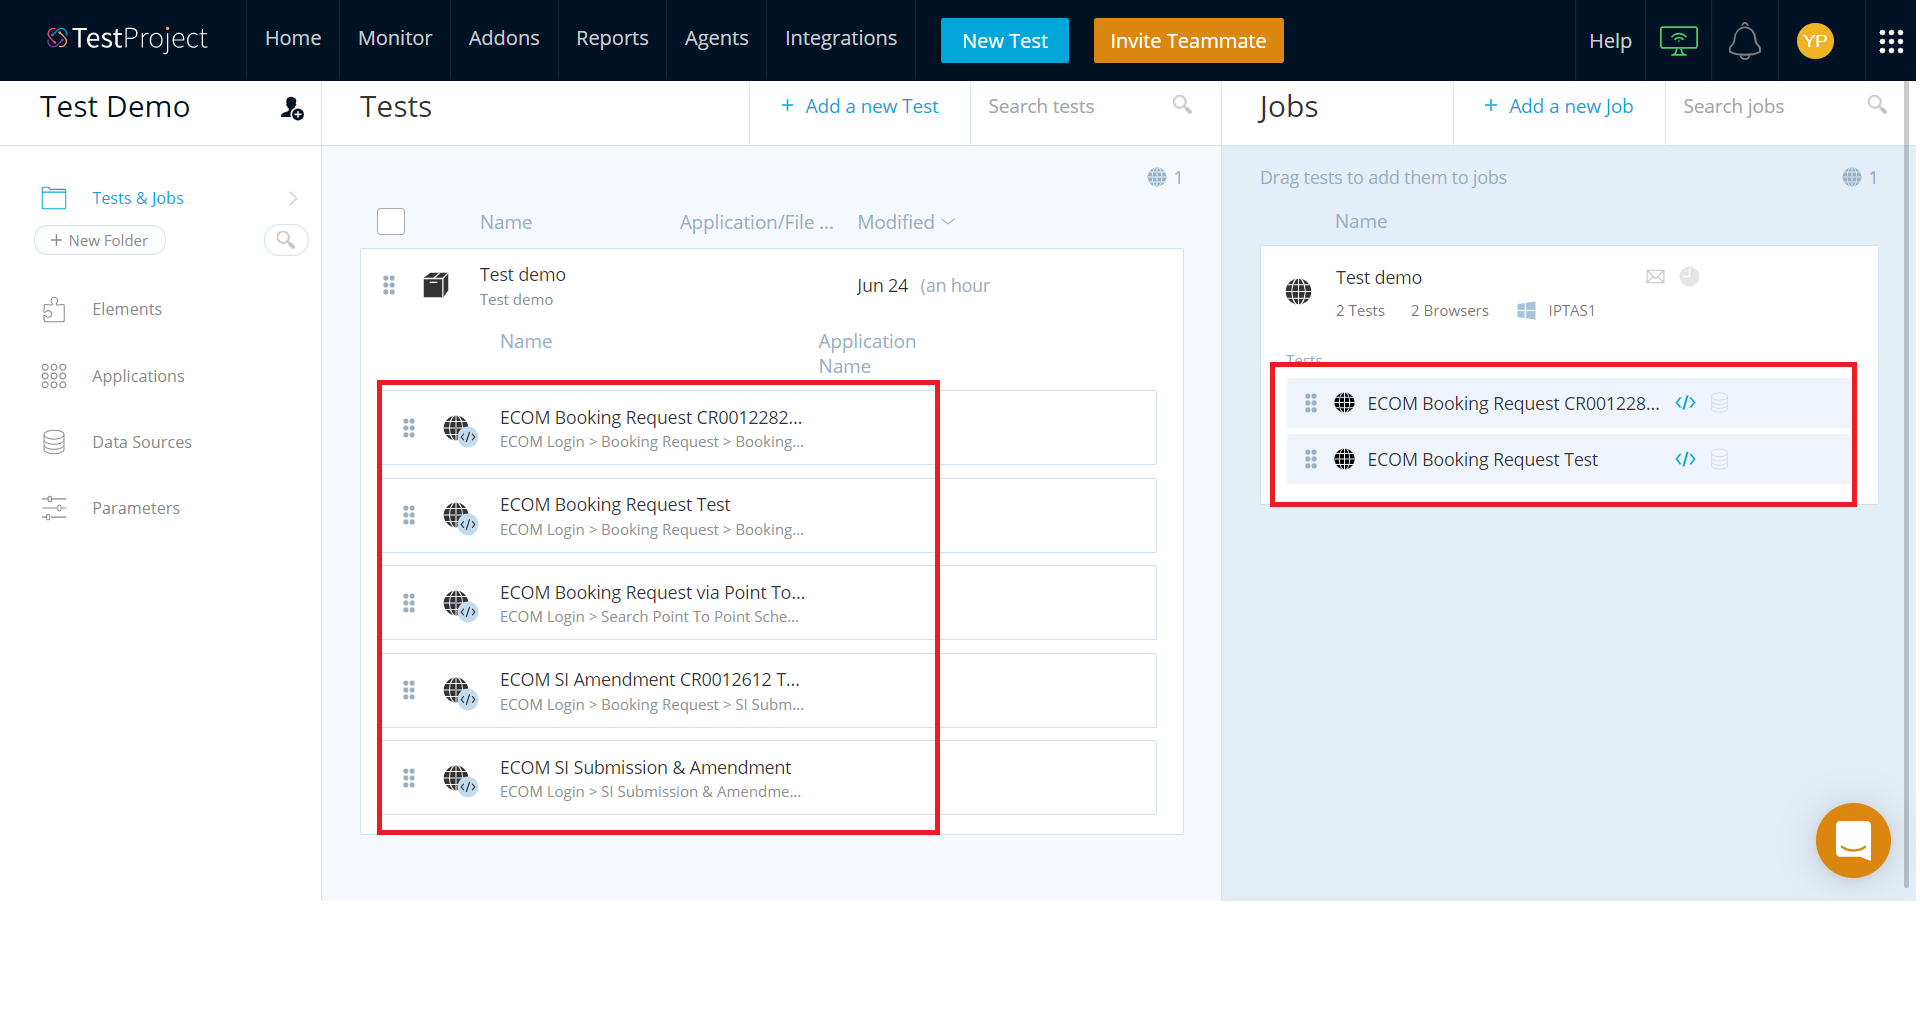 TestProject
Home
Monitor
Addons
Reports
Agents
Integrations
New Test
Invite Teammate
Help
YP
Test Demo
Tests
+ Add a new Test
Search tests
Jobs
+ Add a new Job
Search jobs
Tests & Jobs
+ New Folder
Elements
Applications
Data Sources
Parameters
1
Name
Application/File ...
Modified
Test demo
Test demo
Jun 24 (an hour
Name
Application
Name
ECOM Booking Request CR0012282...
ECOM Login > Booking Request > Booking...
ECOM Booking Request Test
ECOM Login > Booking Request > Booking...
ECOM Booking Request via Point To...
ECOM Login > Search Point To Point Sche...
ECOM SI Amendment CR0012612 T...
ECOM Login > Booking Request > SI Subm...
ECOM SI Submission & Amendment
ECOM Login > SI Submission & Amendme...
Drag tests to add them to jobs
1
Name
Test demo
2 Tests
2 Browsers
IPTAS1
Tests
ECOM Booking Request CR001228... </>
ECOM Booking Request Test </>